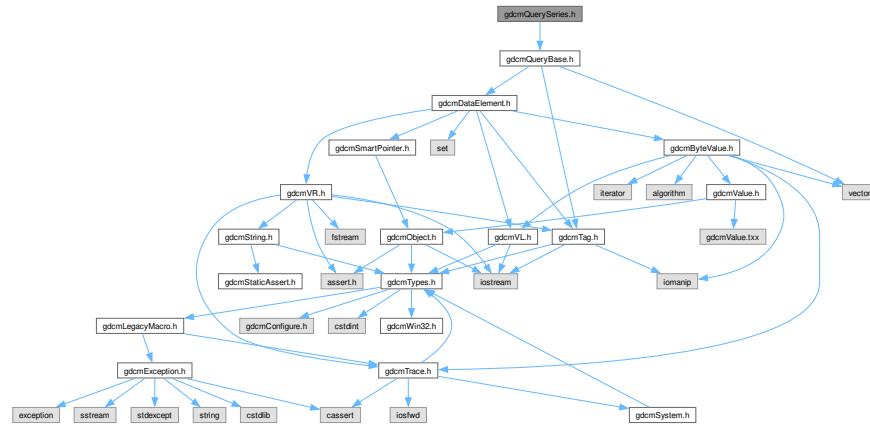 gdcmQuerySeries.h
gdcmQueryBase.h
gdcmDataElement.h
gdcmSmartPointer.h
set
gdcmByteValue.h
gdcmVR.h
iterator
algorithm
gdcmValue.h
vector
gdcmString.h
fstream
gdcmObject.h
gdcmVL.h
gdcmTag.h
gdcmValue.txx
gdcmStaticAssert.h
assert.h
gdcmTypes.h
iostream
iomanip
gdcmLegacyMacro.h
gdcmConfigure.h
cstdint
gdcmWin32.h
gdcmException.h
gdcmTrace.h
exception
sstream
stdexcept
string
cstdlib
cassert
iosfwd
gdcmSystem.h